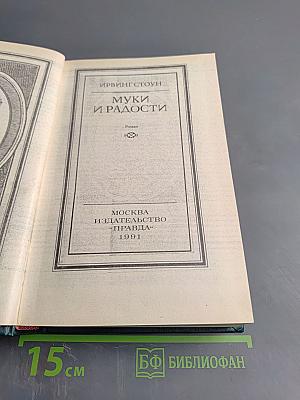 ИРВИНГ СТОУН
МУКИ
И РАДОСТИ
Роман
МОСКВА
ИЗДАТЕЛЬСТВО
«ПРАВДА»
1991
15 см
БФ БИБЛИОФАН